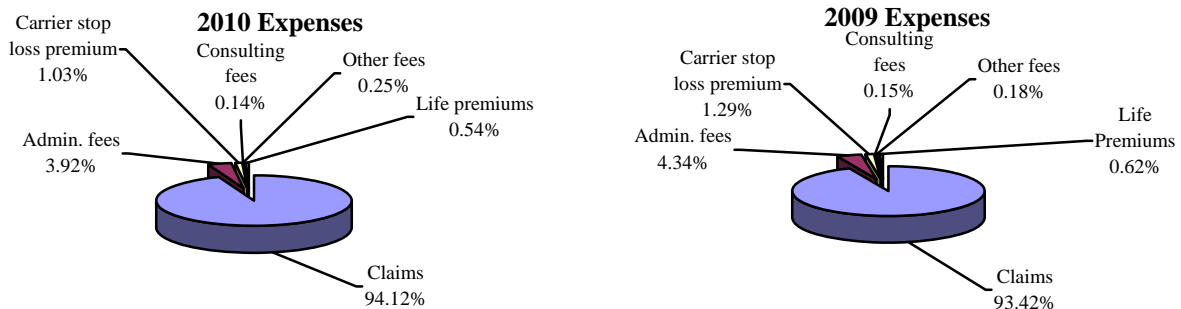 2010 Expenses
Carrier stop
loss premium
1.03%
Consulting
fees
0.14%
Other fees
0.25%
Life premiums
0.54%
Admin. fees
3.92%
Claims
94.12%
2009 Expenses
Carrier stop
loss premium
1.29%
Consulting
fees
0.15%
Other fees
0.18%
Life
Premiums
0.62%
Admin. fees
4.34%
Claims
93.42%